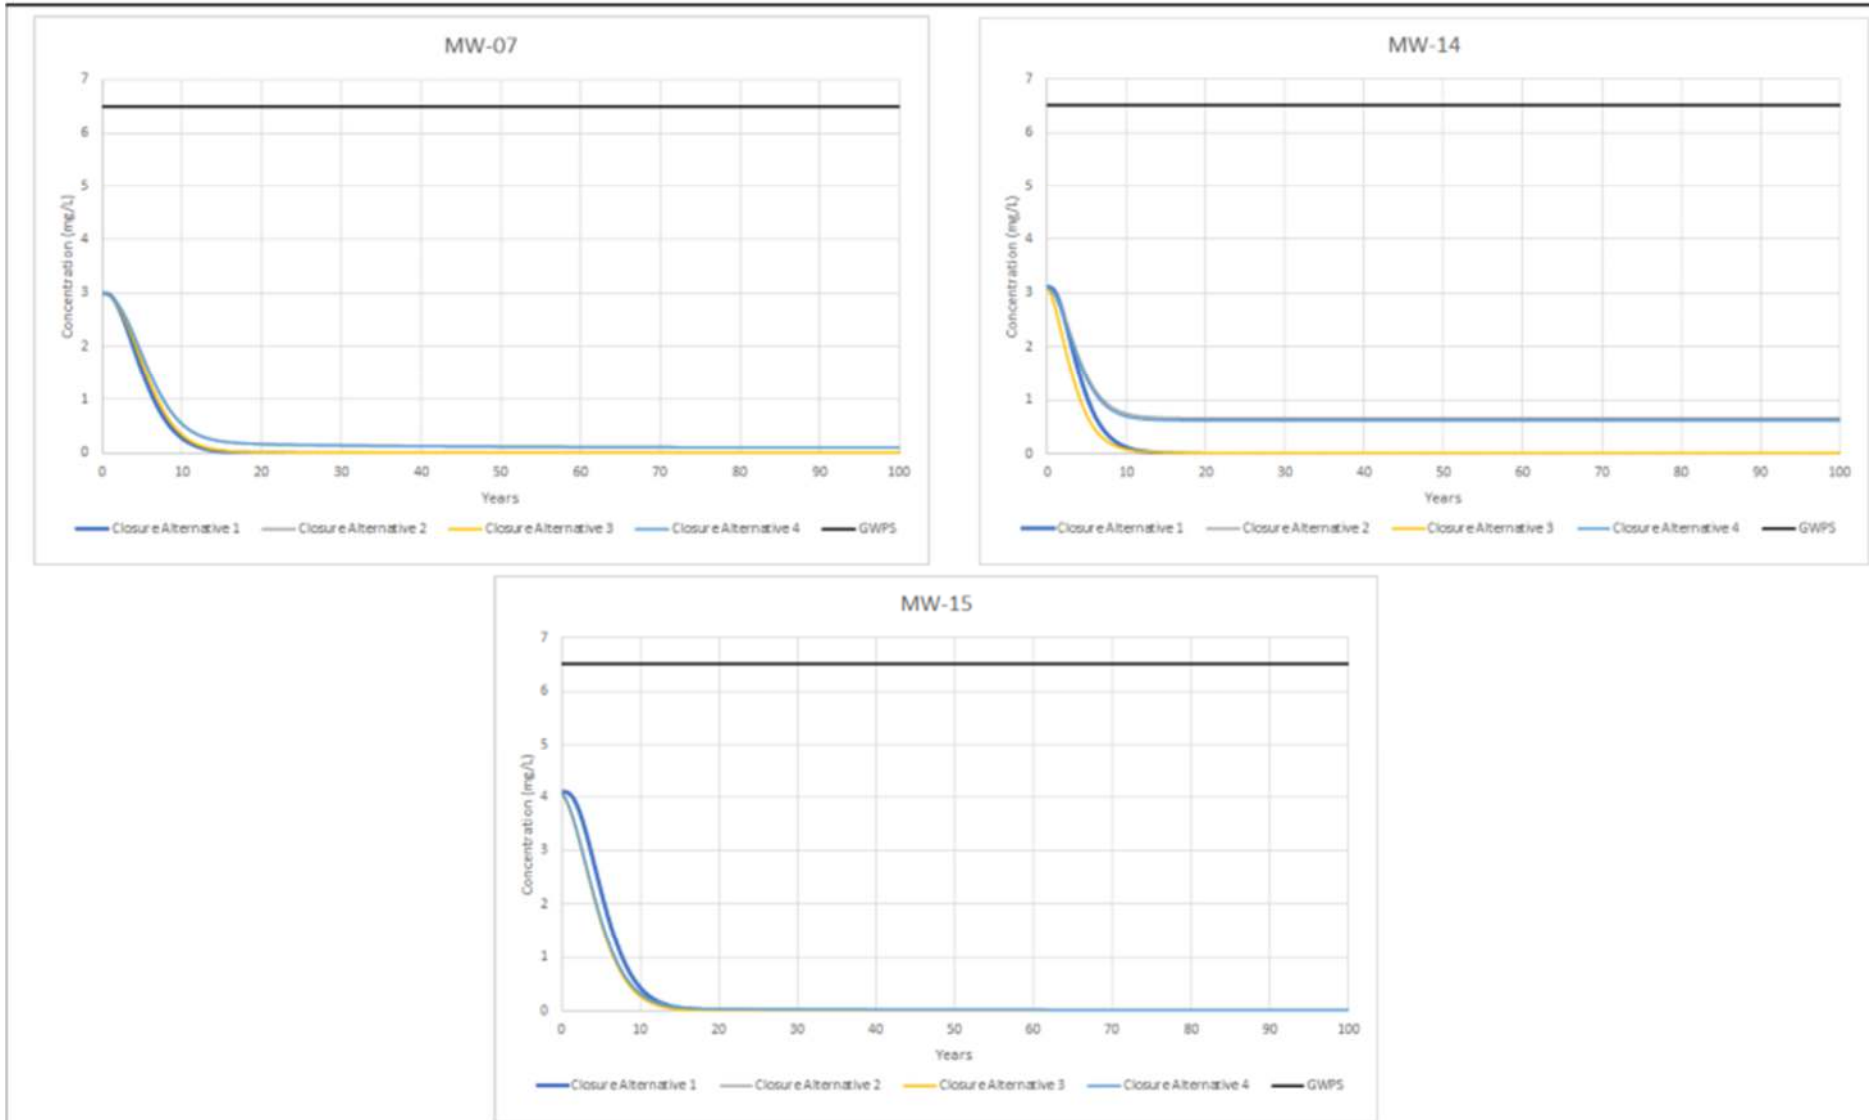 MW-07
7
6
5
4
3
2
1
0
Concentration (mg/L)
0 10 20 30 40 50 60 70 80 90 100
Years
Closure Alternative 1 Closure Alternative 2 Closure Alternative 3 Closure Alternative 4 GWPS
MW-14
7
6
5
4
3
2
1
0
Concentration (mg/L)
0 10 20 30 40 50 60 70 80 90 100
Years
Closure Alternative 1 Closure Alternative 2 Closure Alternative 3 Closure Alternative 4 GWPS
MW-15
7
6
5
4
3
2
1
0
Concentration (mg/L)
0 10 20 30 40 50 60 70 80 90 100
Years
Closure Alternative 1 Closure Alternative 2 Closure Alternative 3 Closure Alternative 4 GWPS